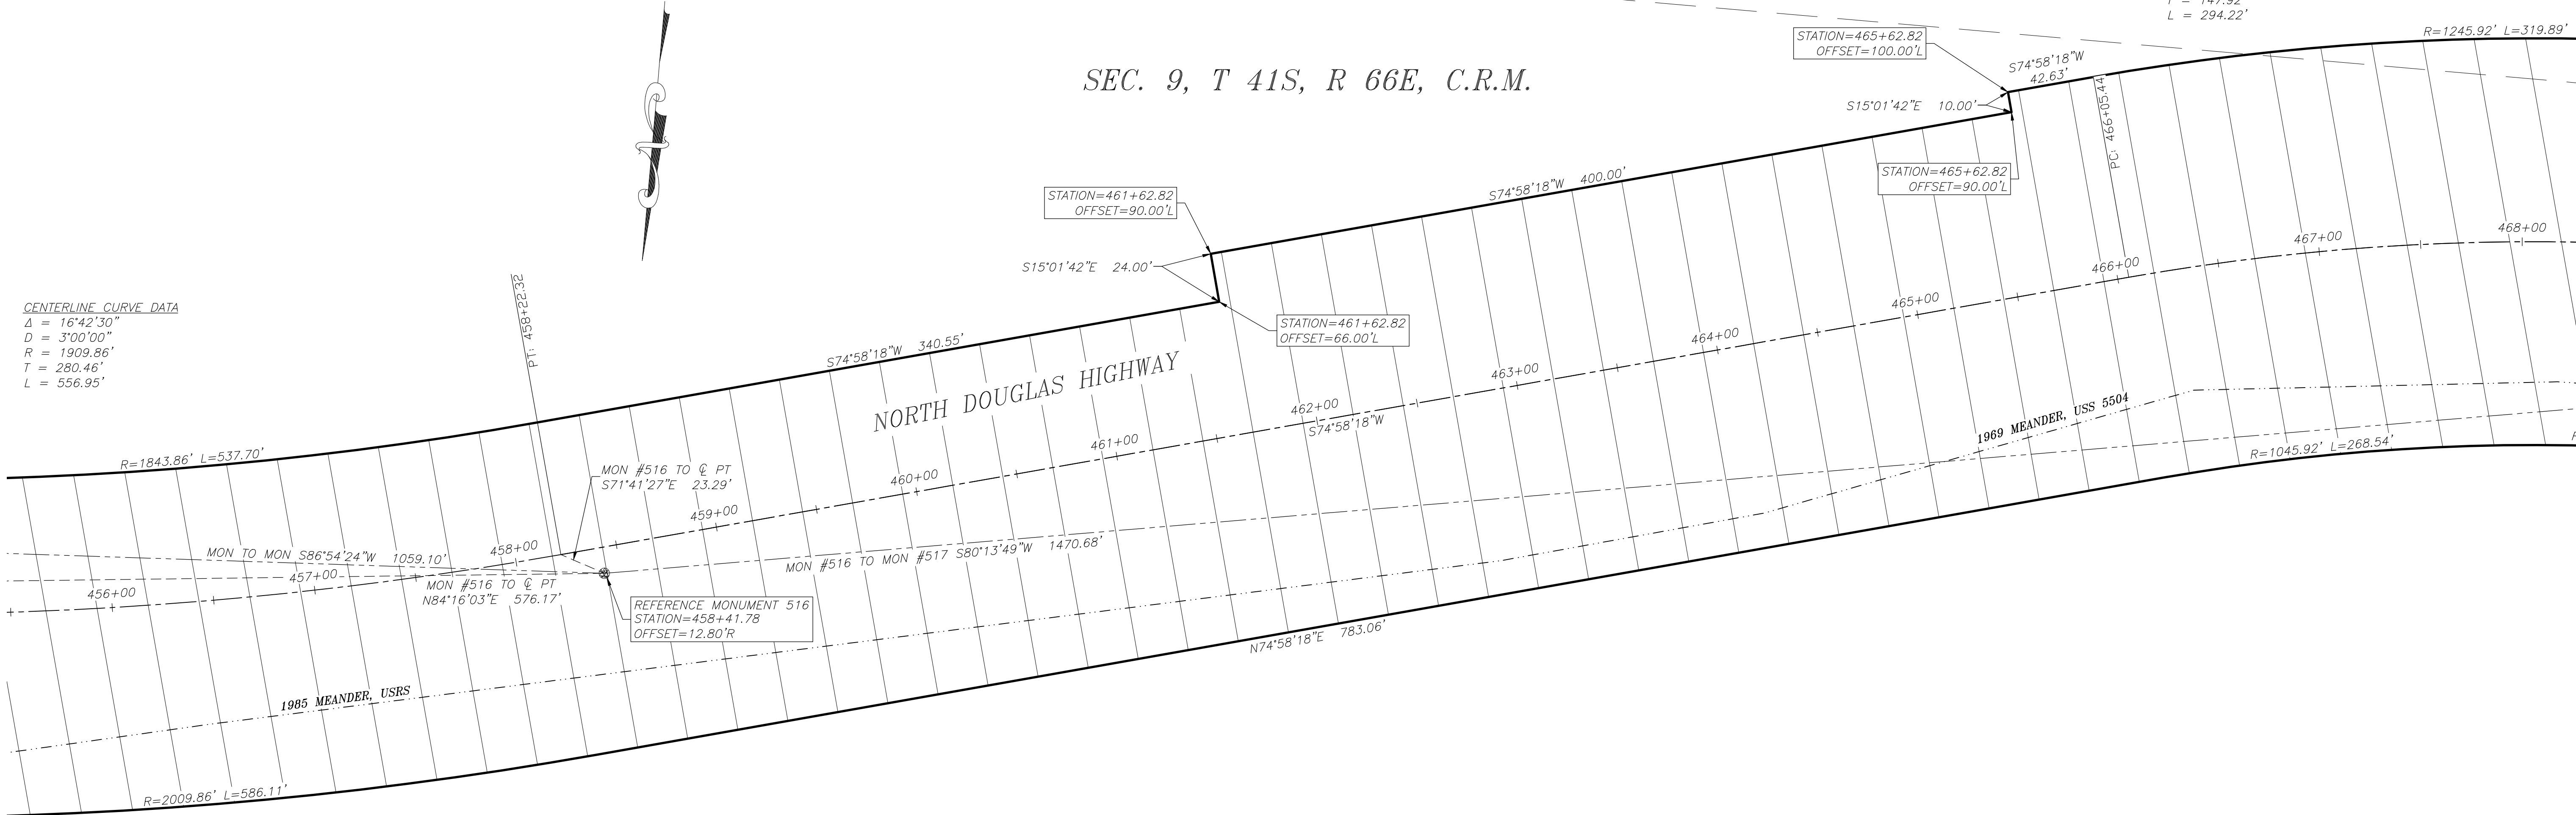 T = 147.92'
L = 294.22'
R=1245.92' L=319.89'
STATION=465+62.82
OFFSET=100.00'L
S74°58'18"W
42.63'
SEC. 9, T 41S, R 66E, C.R.M.
S15°01'42"E 10.00'
PC: 466+05.44
STATION=465+62.82
OFFSET=90.00'L
S74°58'18"W 400.00'
STATION=461+62.82
OFFSET=90.00'L
S15°01'42"E 24.00'
STATION=461+62.82
OFFSET=66.00'L
468+00
467+00
466+00
465+00
464+00
463+00
462+00
S74°58'18"W
461+00
460+00
459+00
458+00
457+00
456+00
CENTERLINE CURVE DATA
Δ = 16°42'30"
D = 3°00'00"
R = 1909.86'
T = 280.46'
L = 556.95'
PT: 458+22.32
S74°58'18"W 340.55'
NORTH DOUGLAS HIGHWAY
R=1843.86' L=537.70'
MON #516 TO ℄ PT
S71°41'27"E 23.29'
MON TO MON S86°54'24"W 1059.10'
MON #516 TO ℄ PT
N84°16'03"E 576.17'
MON #516 TO MON #517 S80°13'49"W 1470.68'
REFERENCE MONUMENT 516
STATION=458+41.78
OFFSET=12.80'R
1969 MEANDER, USS 5504
R=1045.92' L=268.54'
N74°58'18"E 783.06'
1985 MEANDER, USRS
R=2009.86' L=586.11'